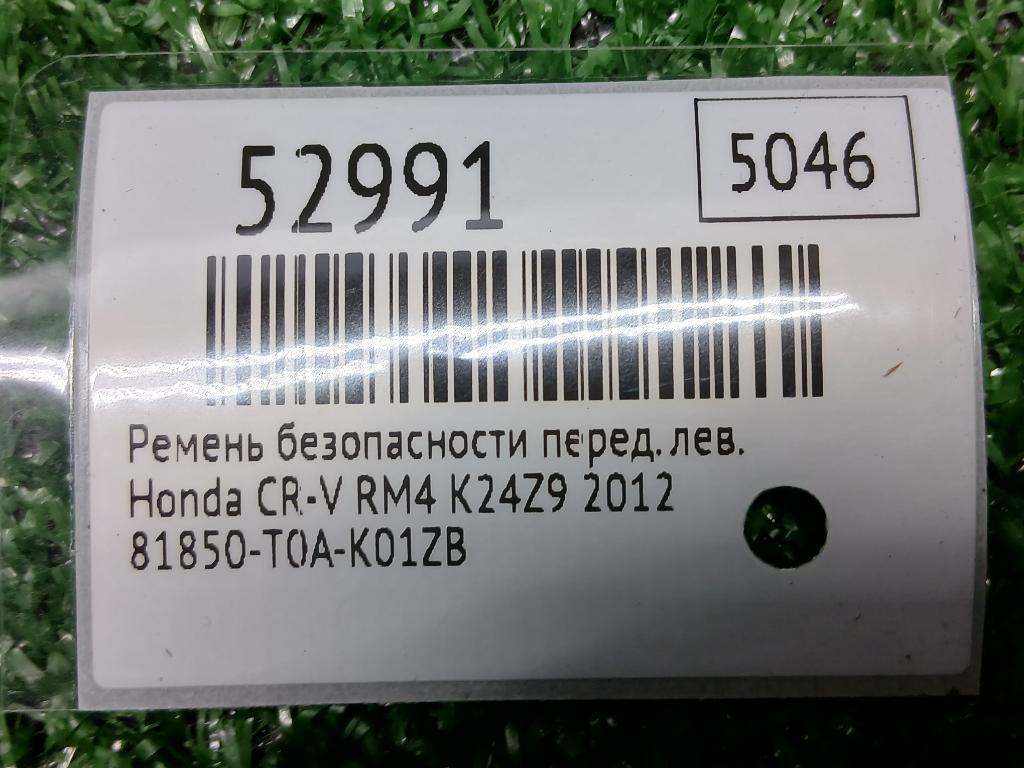 52991
5046
Ремень безопасности перед. лев.
Honda CR-V RM4 K24Z9 2012
81850-T0A-K01ZB